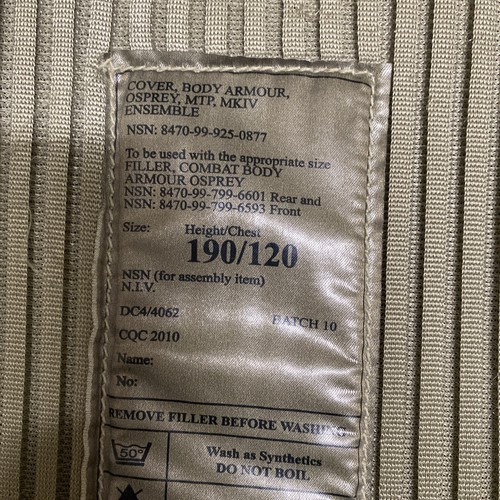 COVER, BODY ARMOUR,
OSPREY, MTP, MKIV
ENSEMBLE
NSN: 8470-99-925-0877
To be used with the appropriate size
FILLER, COMBAT BODY
ARMOUR OSPREY
NSN: 8470-99-799-6601 Rear and
NSN: 8470-99-799-6593 Front
Size: Height/Chest
190/120
NSN (for assembly item)
N.I.V.
DC4/4062 BATCH 10
CQC 2010
Name:
No:
REMOVE FILLER BEFORE WASHING
50°
Wash as Synthetics
DO NOT BOIL